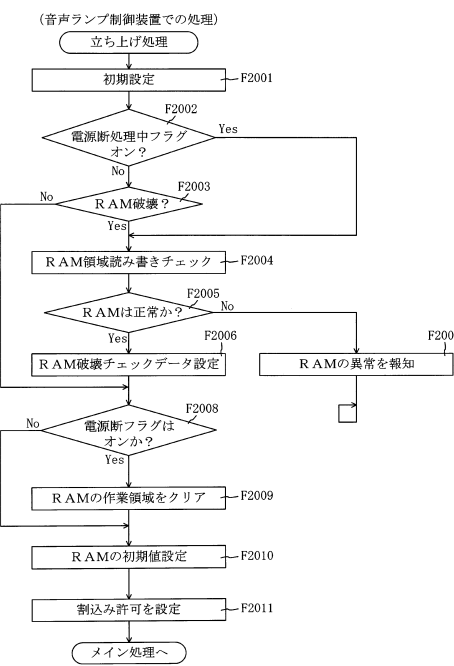 （音声ランプ制御装置での処理）
立ち上げ処理
初期設定
F2001
F2002
電源断処理中フラグ
オン？
Yes
No
F2003
RAM破壊？
No
Yes
RAM領域読み書きチェック
F2004
F2005
RAMは正常か？
No
Yes
F2006
RAM破壊チェックデータ設定
F200
RAMの異常を報知
F2008
電源断フラグは
オンか？
No
Yes
RAMの作業領域をクリア
F2009
RAMの初期値設定
F2010
割込み許可を設定
F2011
メイン処理へ